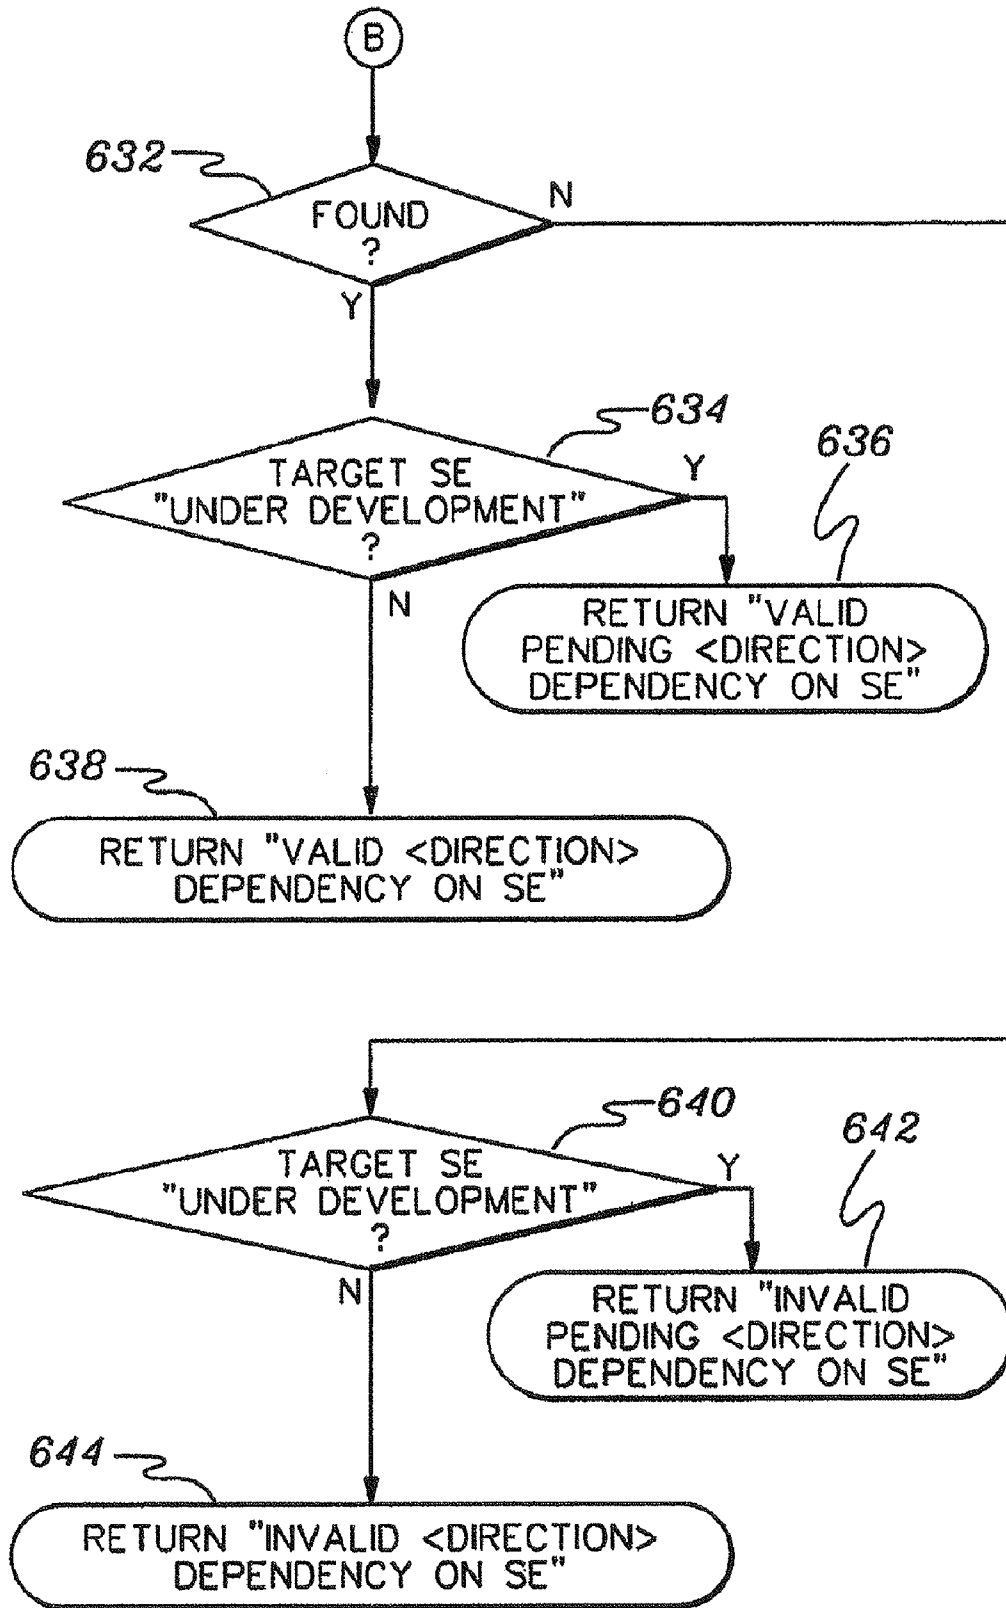 B
632
FOUND
?
N
Y
634
TARGET SE
"UNDER DEVELOPMENT"
?
Y
N
636
RETURN "VALID
PENDING <DIRECTION>
DEPENDENCY ON SE"
638
RETURN "VALID <DIRECTION>
DEPENDENCY ON SE"
640
TARGET SE
"UNDER DEVELOPMENT"
?
Y
N
642
RETURN "INVALID
PENDING <DIRECTION>
DEPENDENCY ON SE"
644
RETURN "INVALID <DIRECTION>
DEPENDENCY ON SE"